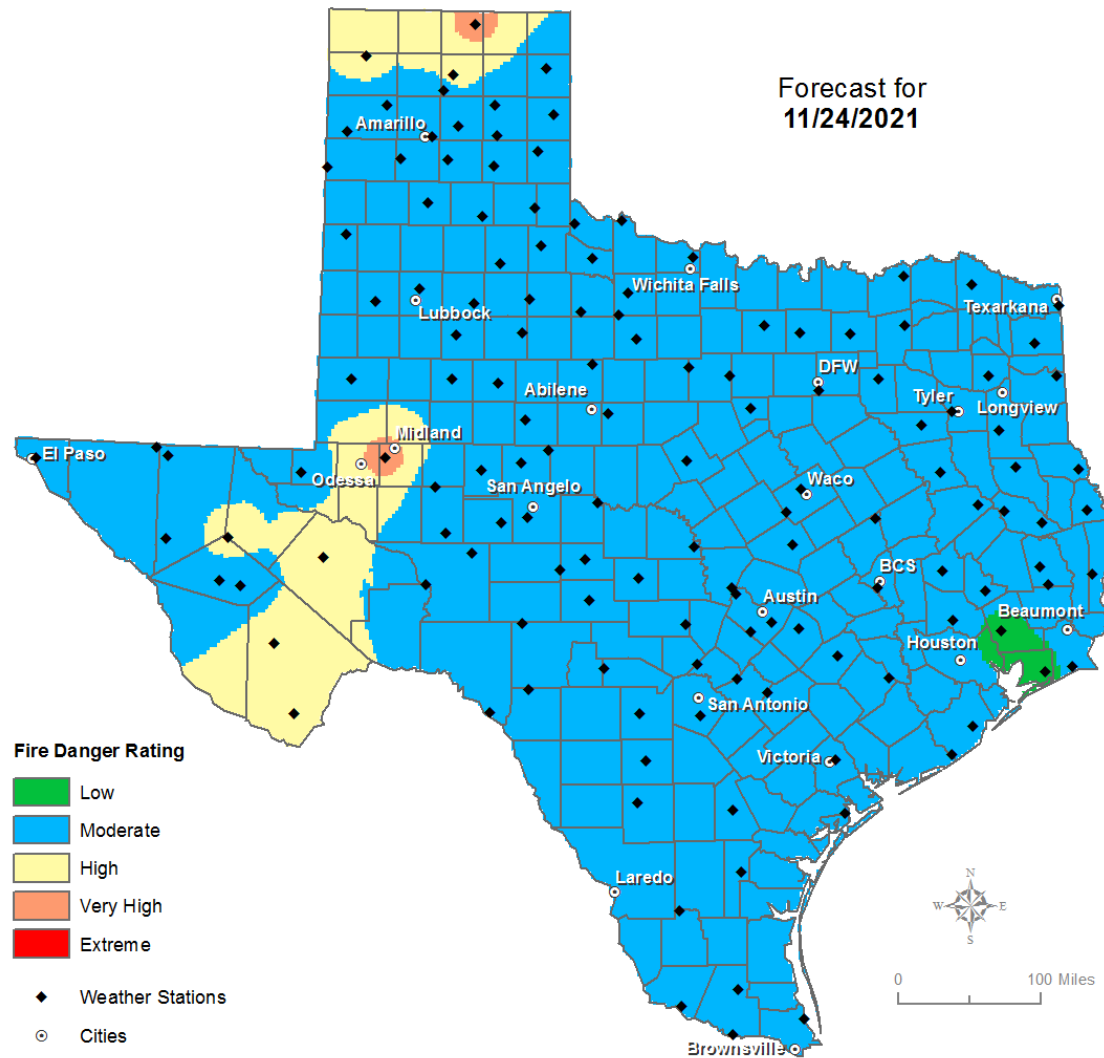 Forecast for
11/24/2021
Amarillo
Wichita Falls
Lubbock
Texarkana
DFW
Abilene
Tyler
Longview
Midland
El Paso
Odessa
San Angelo
Waco
BCS
Austin
Beaumont
Houston
San Antonio
Victoria
Laredo
Brownsville
Fire Danger Rating
Low
Moderate
High
Very High
Extreme
Weather Stations
Cities
N
W E
S
0 100 Miles